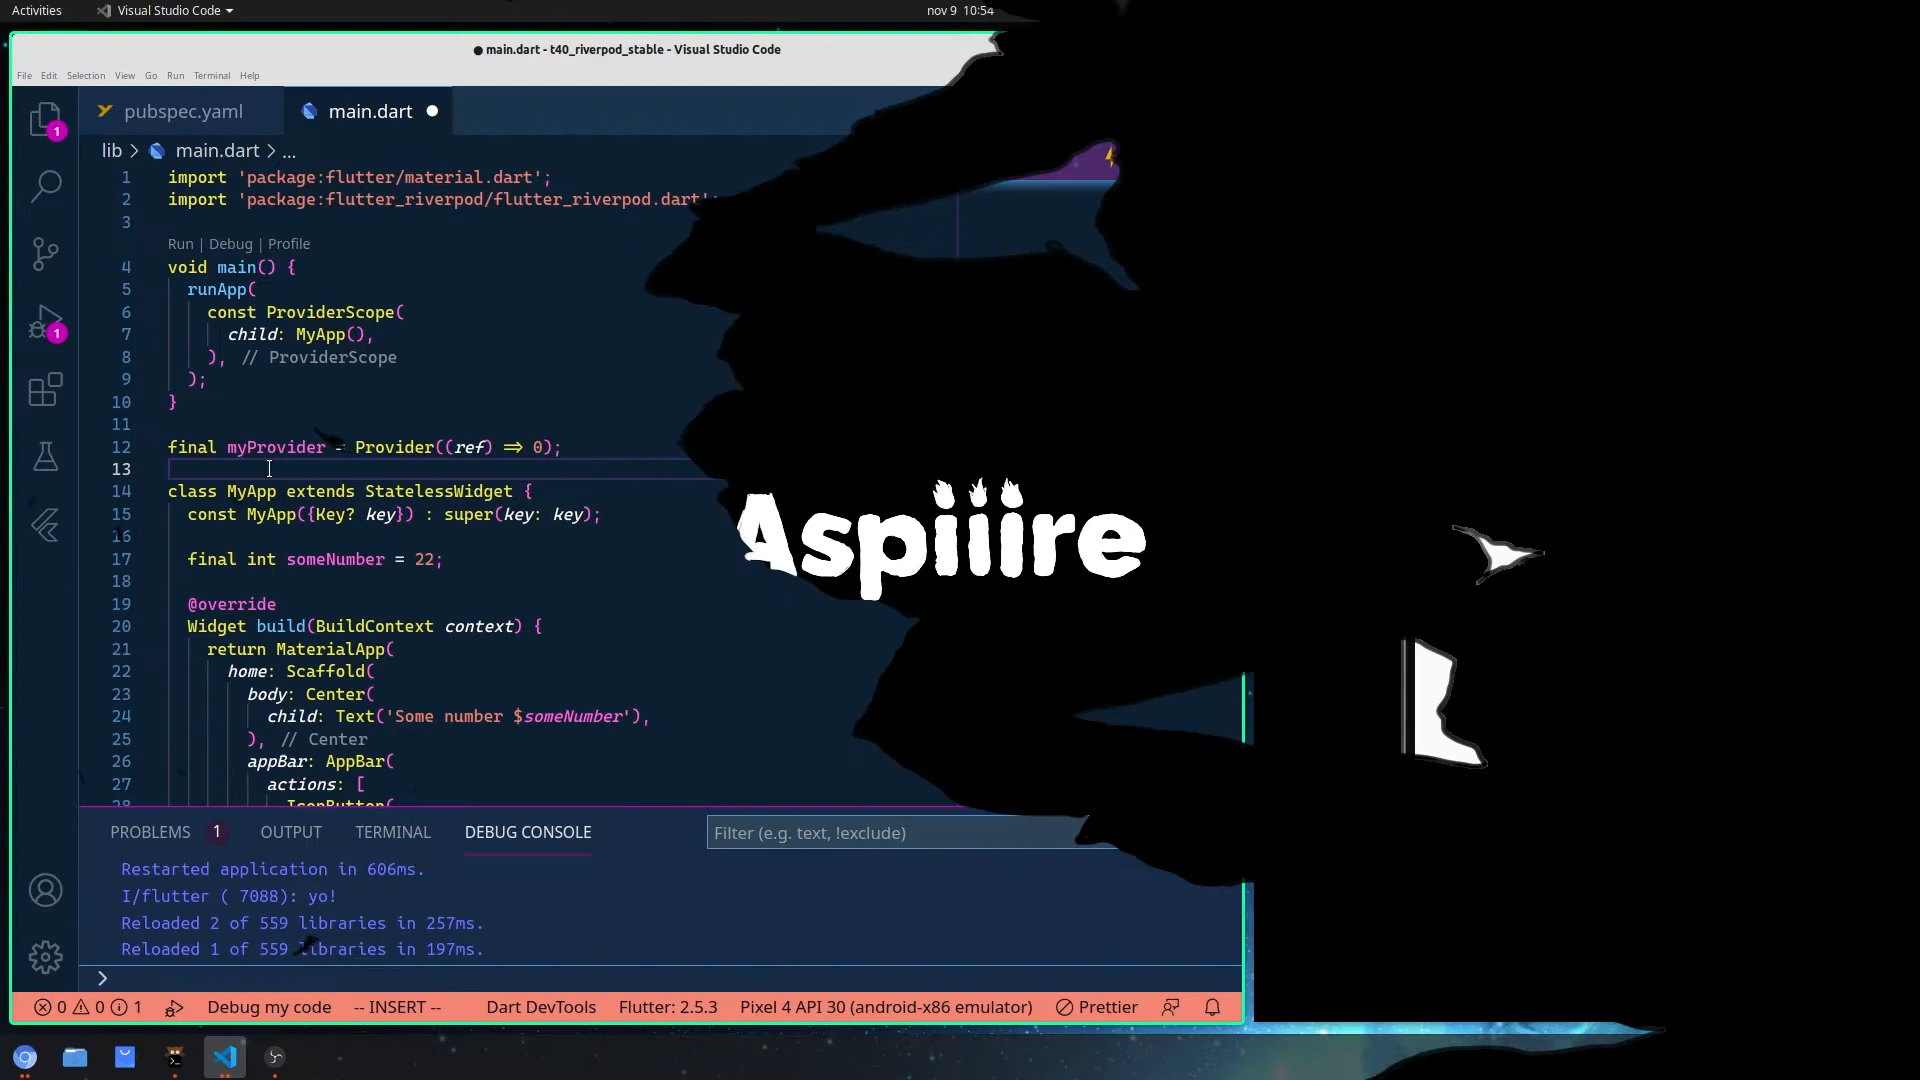 Activities
Visual Studio Code
nov 9 10:54
● main.dart - t40_riverpod_stable - Visual Studio Code
File Edit Selection View Go Run Terminal Help
pubspec.yaml
main.dart
lib > main.dart > ...
1 import 'package:flutter/material.dart';
2 import 'package:flutter_riverpod/flutter_riverpod.dart';
3
Run | Debug | Profile
4 void main() {
5 runApp(
6 const ProviderScope(
7 child: MyApp(),
8 ), // ProviderScope
9 );
10 }
11
12 final myProvider = Provider((ref) => 0);
13
14 class MyApp extends StatelessWidget {
15 const MyApp({Key? key}) : super(key: key);
16
17 final int someNumber = 22;
18
19 @override
20 Widget build(BuildContext context) {
21 return MaterialApp(
22 home: Scaffold(
23 body: Center(
24 child: Text('Some number $someNumber'),
25 ), // Center
26 appBar: AppBar(
27 actions: [
28 IconButton(
Aspiiire
1
1
PROBLEMS 1 OUTPUT TERMINAL DEBUG CONSOLE
Filter (e.g. text, !exclude)
Restarted application in 606ms.
I/flutter ( 7088): yo!
Reloaded 2 of 559 libraries in 257ms.
Reloaded 1 of 559 libraries in 197ms.
>
0 0 1 Debug my code -- INSERT -- Dart DevTools Flutter: 2.5.3 Pixel 4 API 30 (android-x86 emulator) Prettier